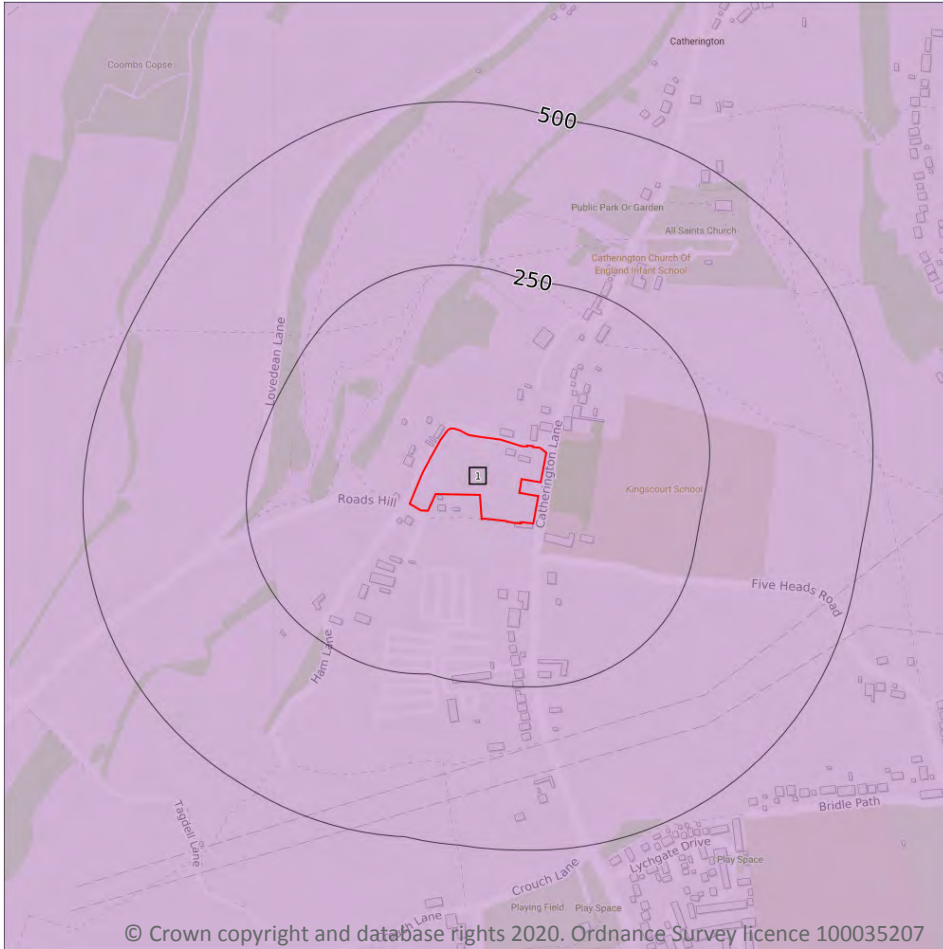 Catherington
Coombs Copse
500
Public Park Or Garden
All Saints Church
Catherington Church Of
England Infant School
250
Lovedean Lane
Catherington Lane
1
Kingscourt School
Roads Hill
Five Heads Road
Ham Lane
Tagdell Lane
Bridle Path
Lychgate Drive
Play Space
Crouch Lane
Playing Field
Play Space
Lane
© Crown copyright and database rights 2020. Ordnance Survey licence 100035207